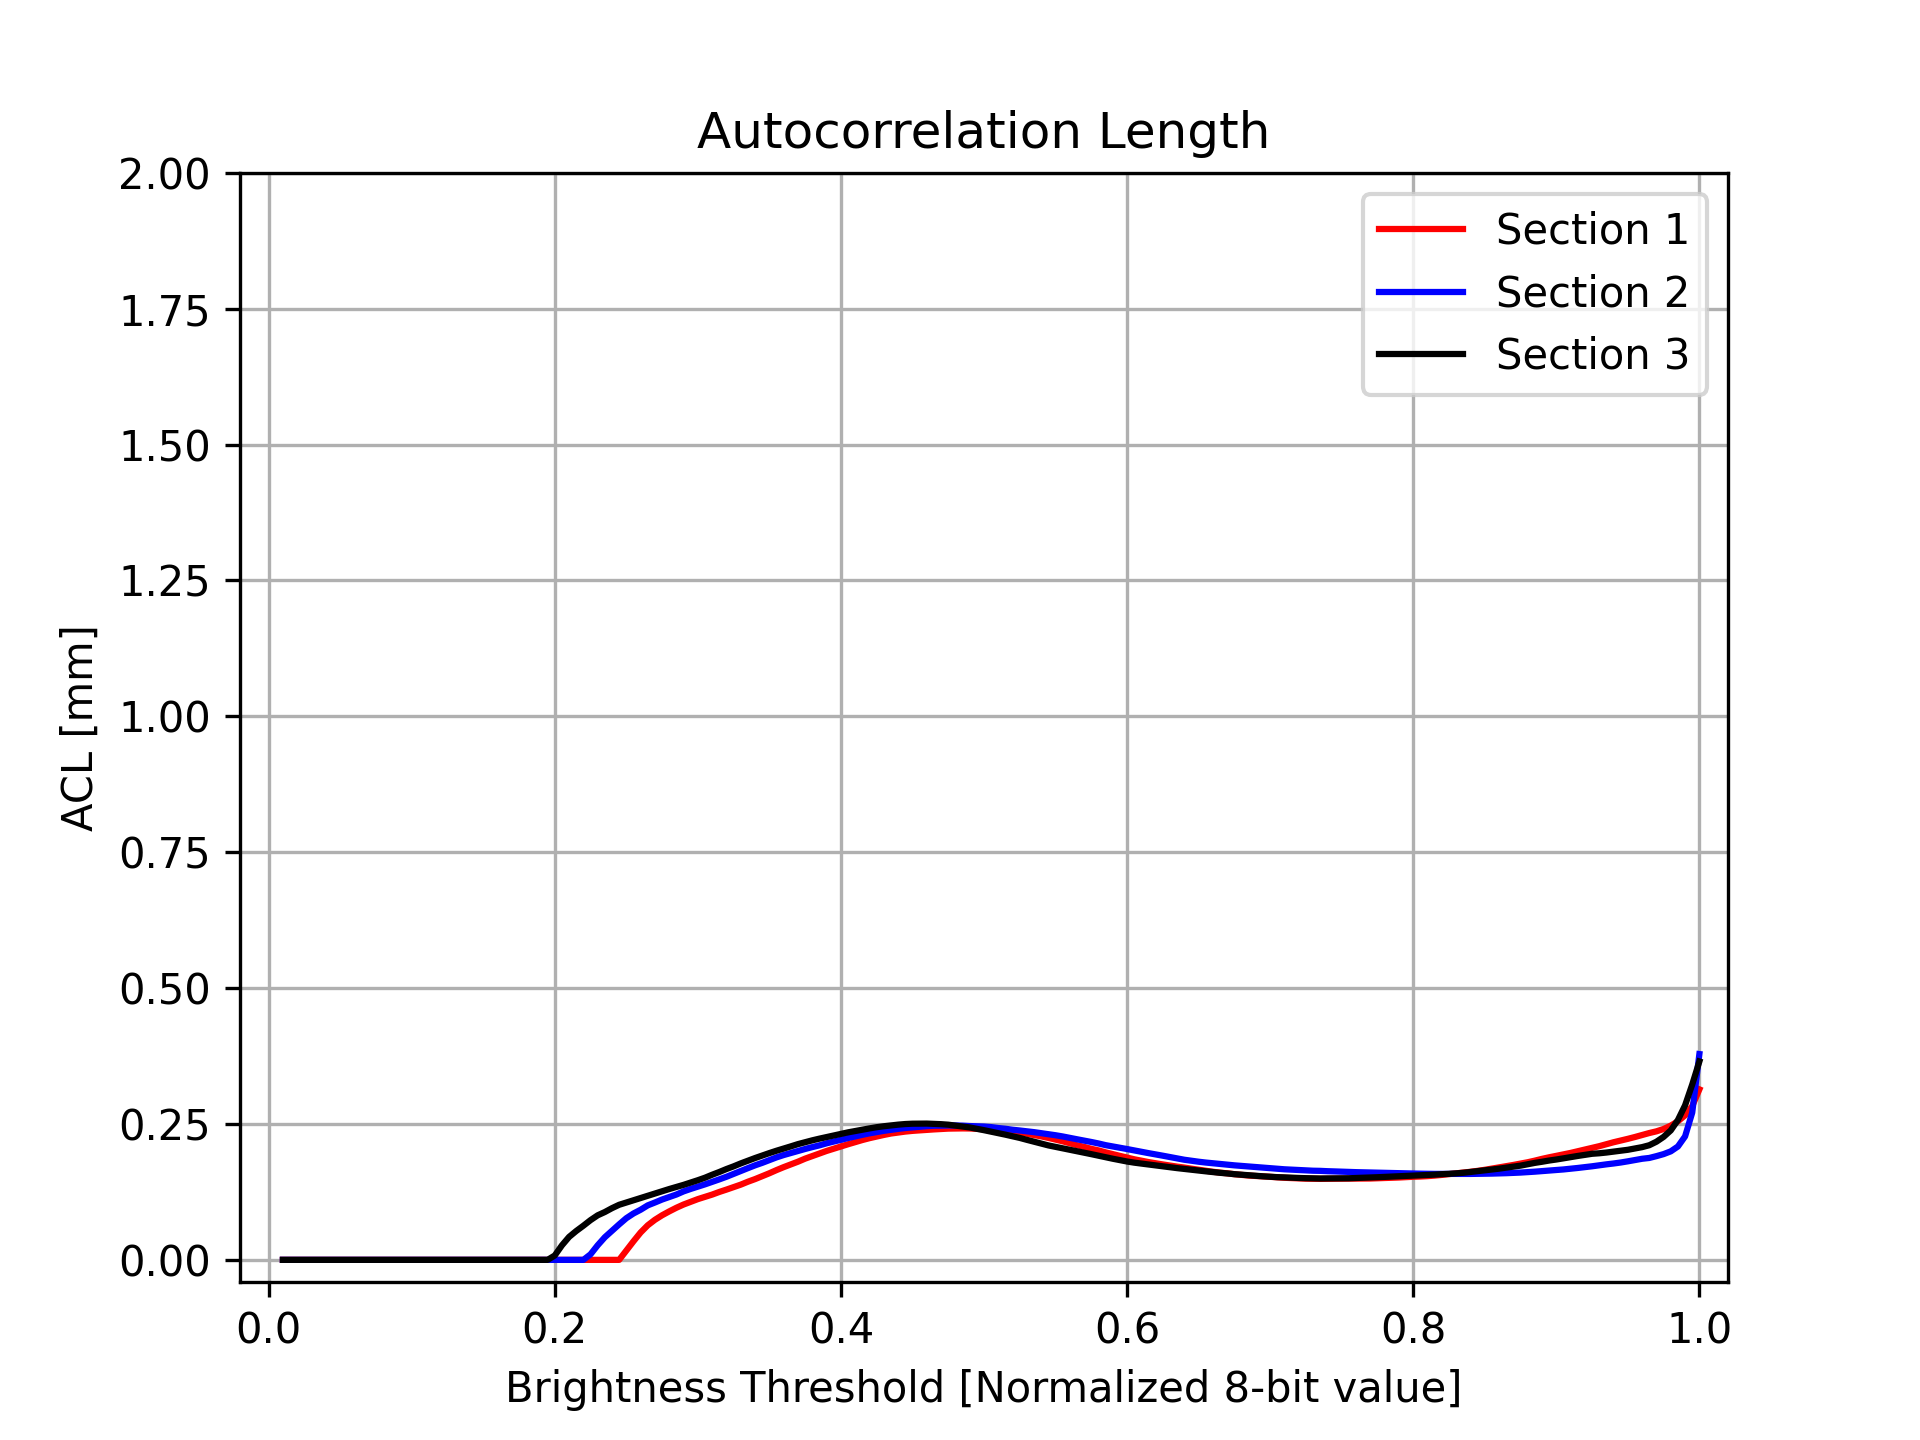 Autocorrelation Length
2.00
1.75
1.50
1.25
1.00
0.75
0.50
0.25
0.00
ACL [mm]
Section 1
Section 2
Section 3
0.0 0.2 0.4 0.6 0.8 1.0
Brightness Threshold [Normalized 8-bit value]